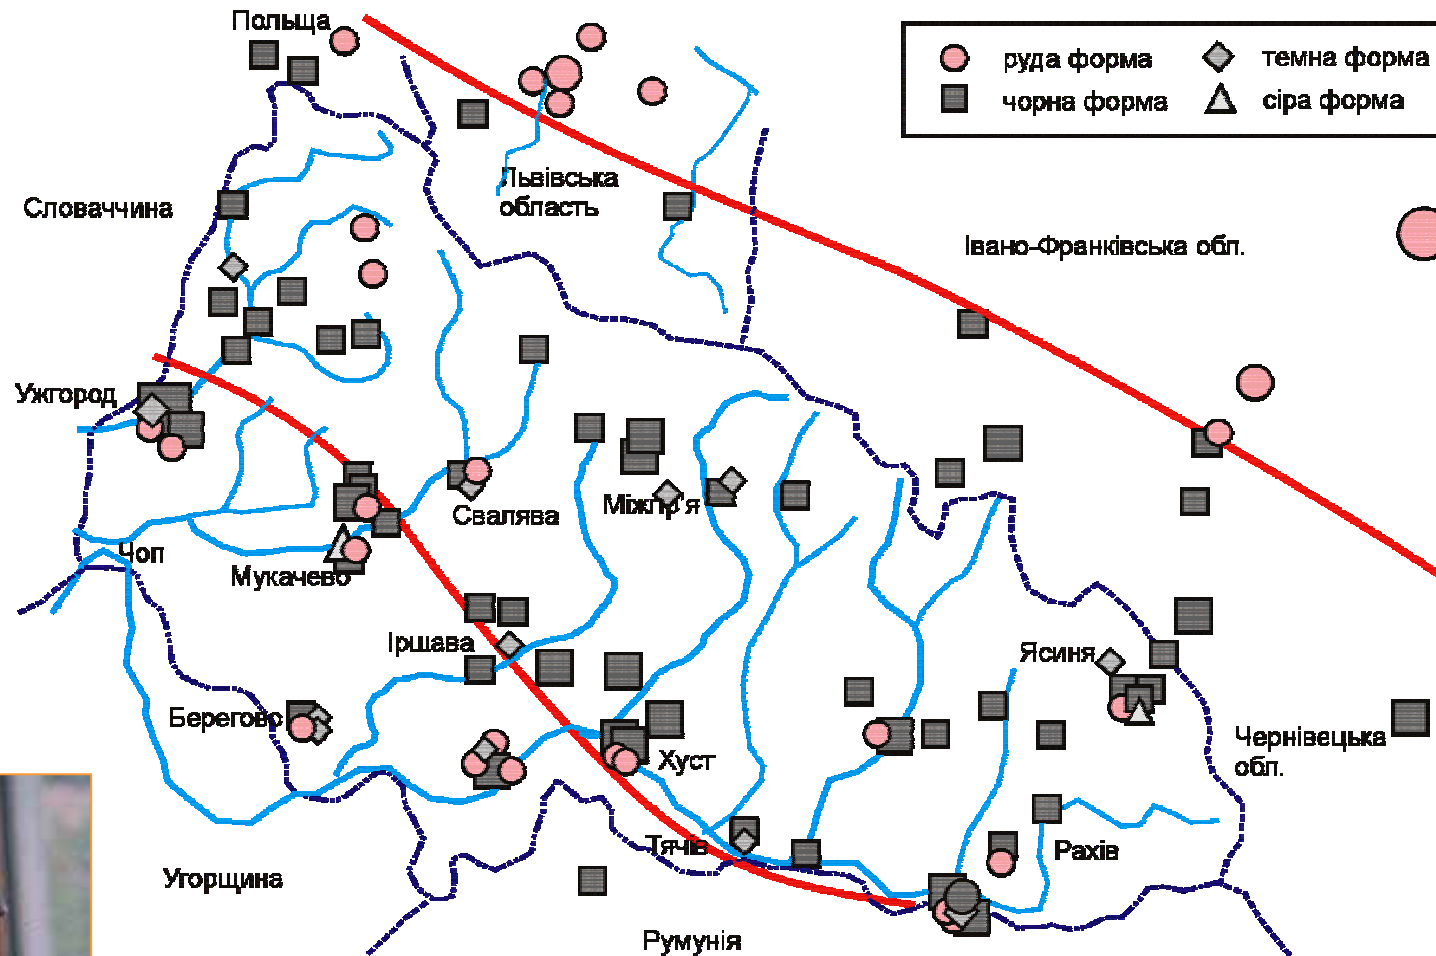 Польща
руда форма
темна форма
чорна форма
сіра форма
Львівська
область
Словаччина
Івано-Франківська обл.
Ужгород
Свалява
Міжгір'я
Чоп
Мукачево
Іршава
Ясиня
Берегово
Хуст
Чернівецька
обл.
Тячів
Рахів
Угорщина
Румунія